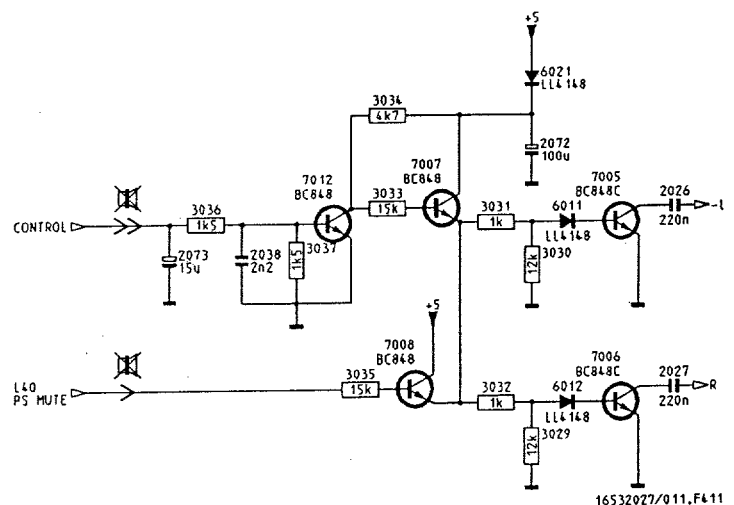 +5
6021
LL4148
3034
4k7
2072
100u
7007
BC848
7012
BC848
3033
15k
3031
1k
6011
LL4148
7005
BC848C
2026
220n
-l
3036
1k5
CONTROL
2073
15u
2038
2n2
1k5
3037
12k
3030
+5
7008
BC848
3035
15k
L40
PS MUTE
3032
1k
6012
LL4148
7006
BC848C
2027
220n
R
12k
3029
16532027/011,F411